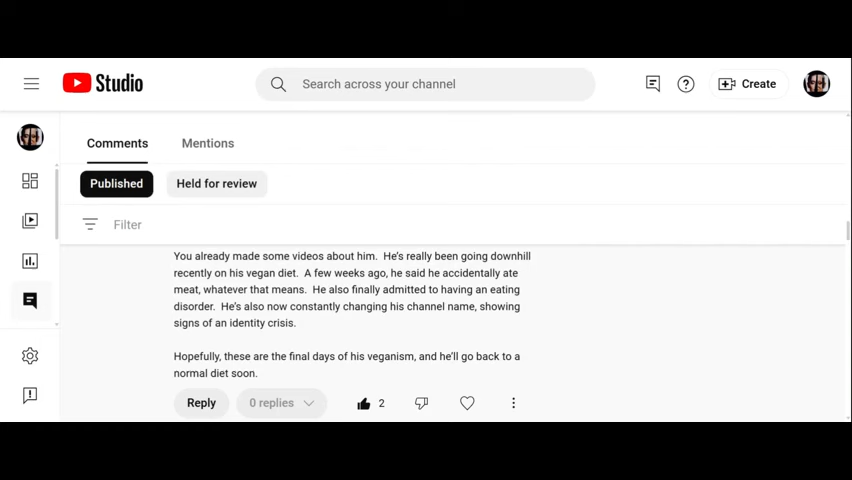 Studio
Search across your channel
Create
Comments
Mentions
Published
Held for review
Filter
You already made some videos about him.  He's really been going downhill
recently on his vegan diet.  A few weeks ago, he said he accidentally ate
meat, whatever that means.  He also finally admitted to having an eating
disorder.  He's also now constantly changing his channel name, showing
signs of an identity crisis.
Hopefully, these are the final days of his veganism, and he'll go back to a
normal diet soon.
Reply
0 replies
2